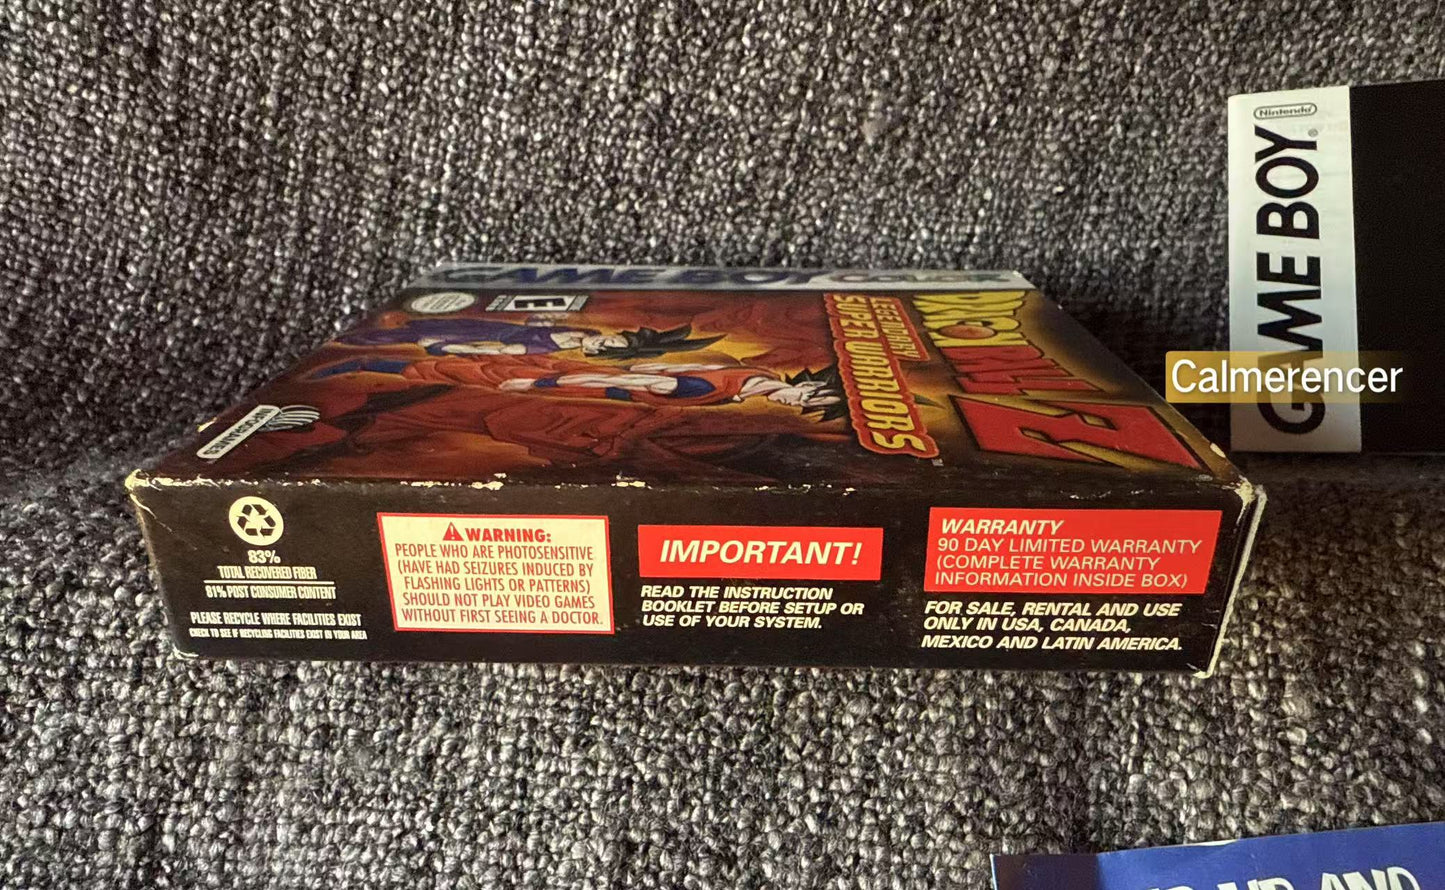 Nintendo®
GAME BOY®
Calmerencer
GAME BOY COLOR
DRAGON BALL
Z
LEGENDARY
SUPER WARRIORS
E
INFOGRAMES
83%
TOTAL RECOVERED FIBER
81% POST CONSUMER CONTENT
PLEASE RECYCLE WHERE FACILITIES EXIST
CHECK TO SEE IF RECYCLING FACILITIES EXIST IN YOUR AREA
WARNING:
PEOPLE WHO ARE PHOTOSENSITIVE
(HAVE HAD SEIZURES INDUCED BY
FLASHING LIGHTS OR PATTERNS)
SHOULD NOT PLAY VIDEO GAMES
WITHOUT FIRST SEEING A DOCTOR.
IMPORTANT!
READ THE INSTRUCTION
BOOKLET BEFORE SETUP OR
USE OF YOUR SYSTEM.
WARRANTY
90 DAY LIMITED WARRANTY
(COMPLETE WARRANTY
INFORMATION INSIDE BOX)
FOR SALE, RENTAL AND USE
ONLY IN USA, CANADA,
MEXICO AND LATIN AMERICA.
AND